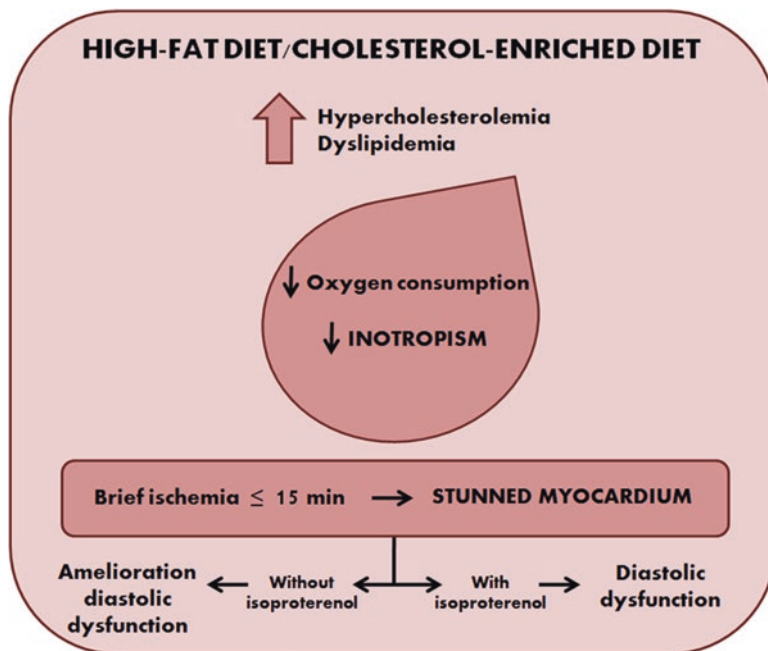 HIGH-FAT DIET/CHOLESTEROL-ENRICHED DIET
Hypercholesterolemia
Dyslipidemia
↓ Oxygen consumption
↓ INOTROPISM
Brief ischemia ≤ 15 min → STUNNED MYOCARDIUM
Amelioration
diastolic
dysfunction
Without
isoproterenol
With
isoproterenol
Diastolic
dysfunction